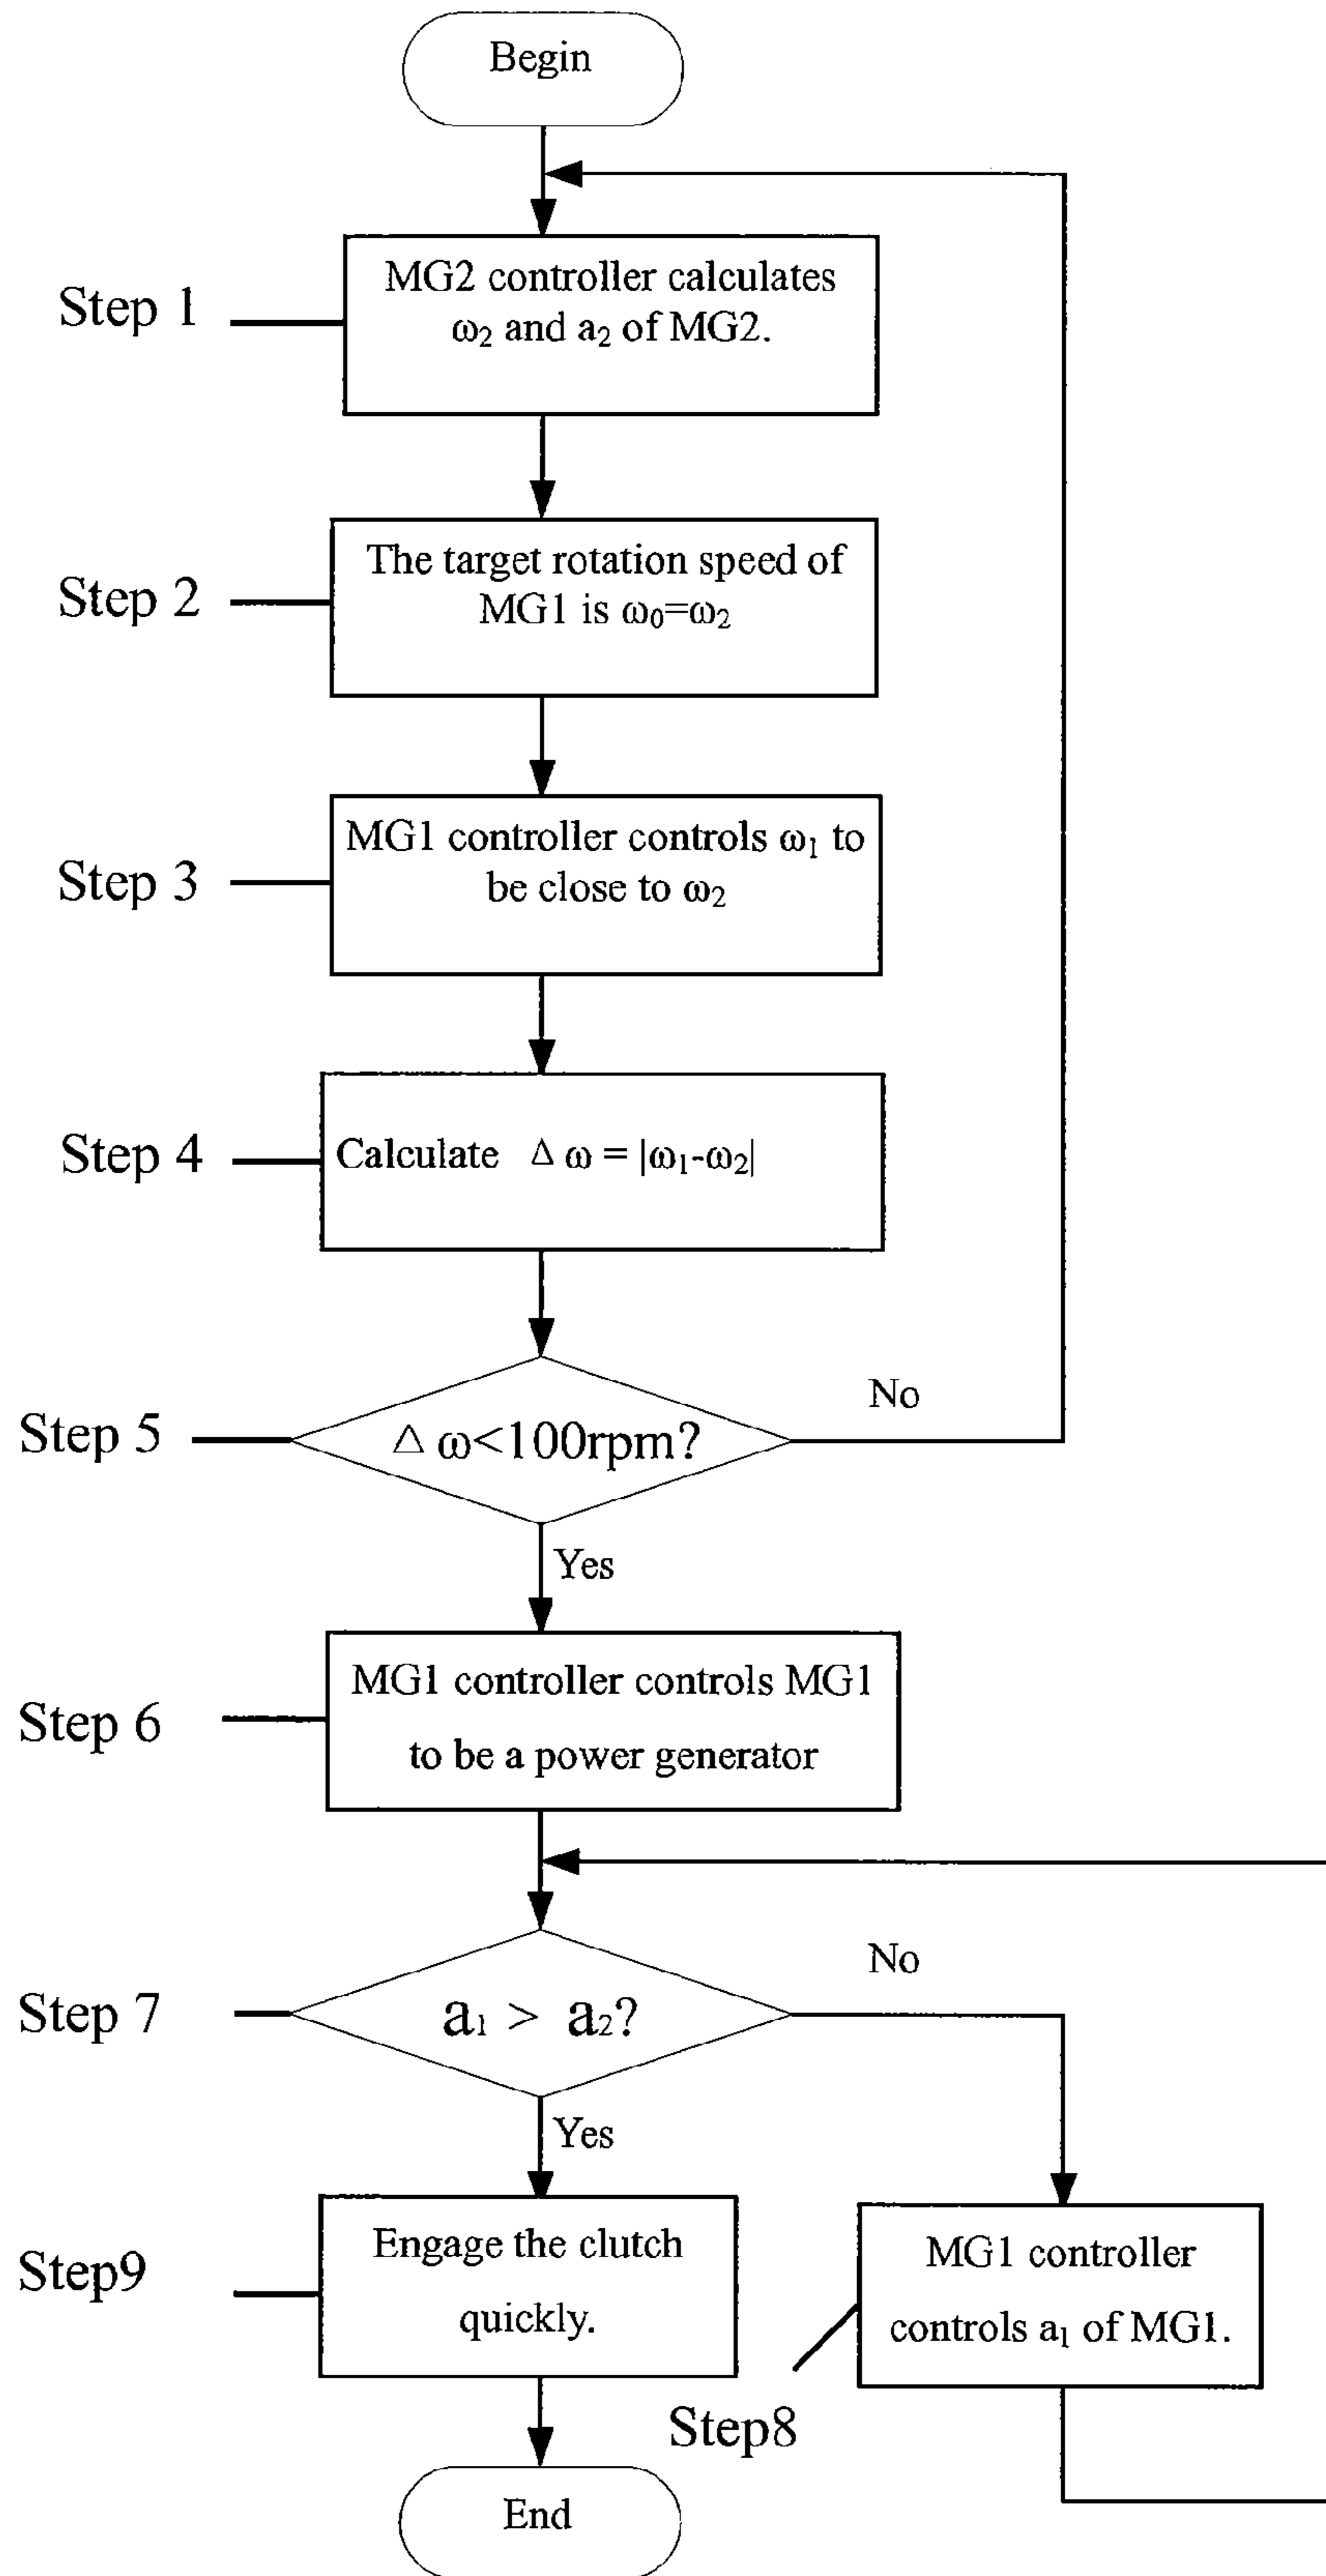 Begin
Step 1
MG2 controller calculates
ω₂ and a₂ of MG2.
Step 2
The target rotation speed of
MG1 is ω₀=ω₂
Step 3
MG1 controller controls ω₁ to
be close to ω₂
Step 4
Calculate Δ ω = |ω₁-ω₂|
Step 5
Δ ω<100rpm?
No
Yes
Step 6
MG1 controller controls MG1
to be a power generator
Step 7
a₁ > a₂?
No
Yes
Step9
Engage the clutch
quickly.
Step8
MG1 controller
controls a₁ of MG1.
End